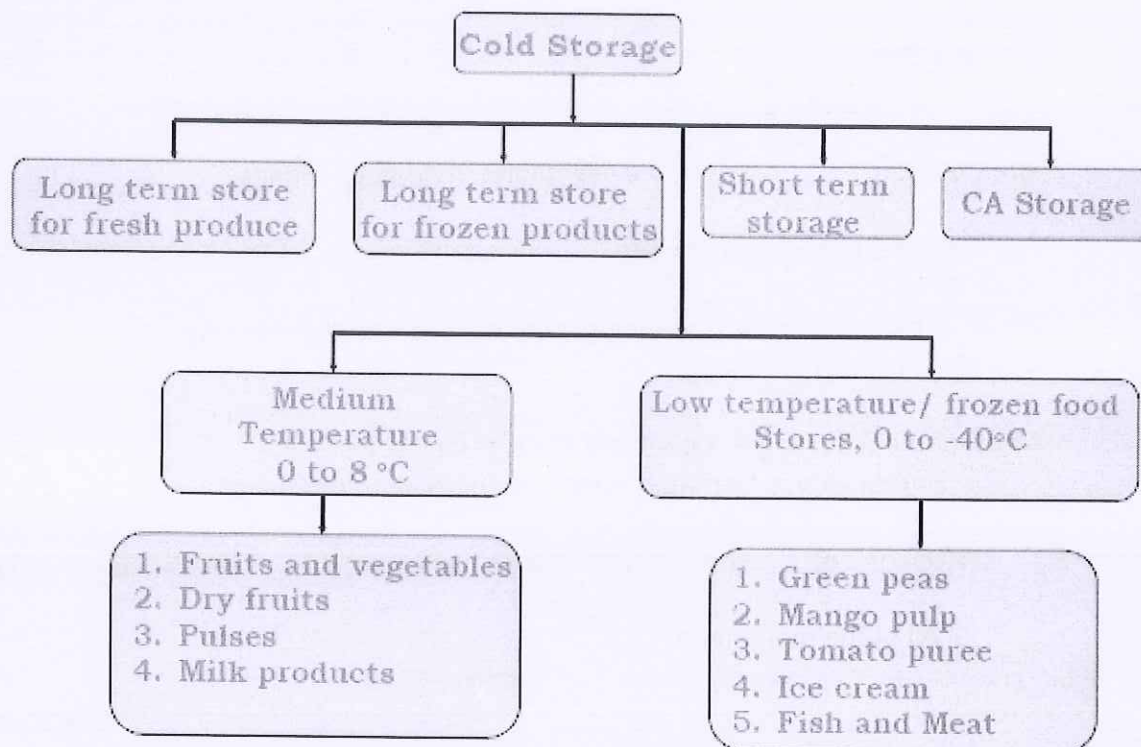 Cold Storage
Long term store
for fresh produce
Long term store
for frozen products
Short term
storage
CA Storage
Medium
Temperature
0 to 8 °C
Low temperature/ frozen food
Stores, 0 to -40°C
1. Fruits and vegetables
2. Dry fruits
3. Pulses
4. Milk products
1. Green peas
2. Mango pulp
3. Tomato puree
4. Ice cream
5. Fish and Meat